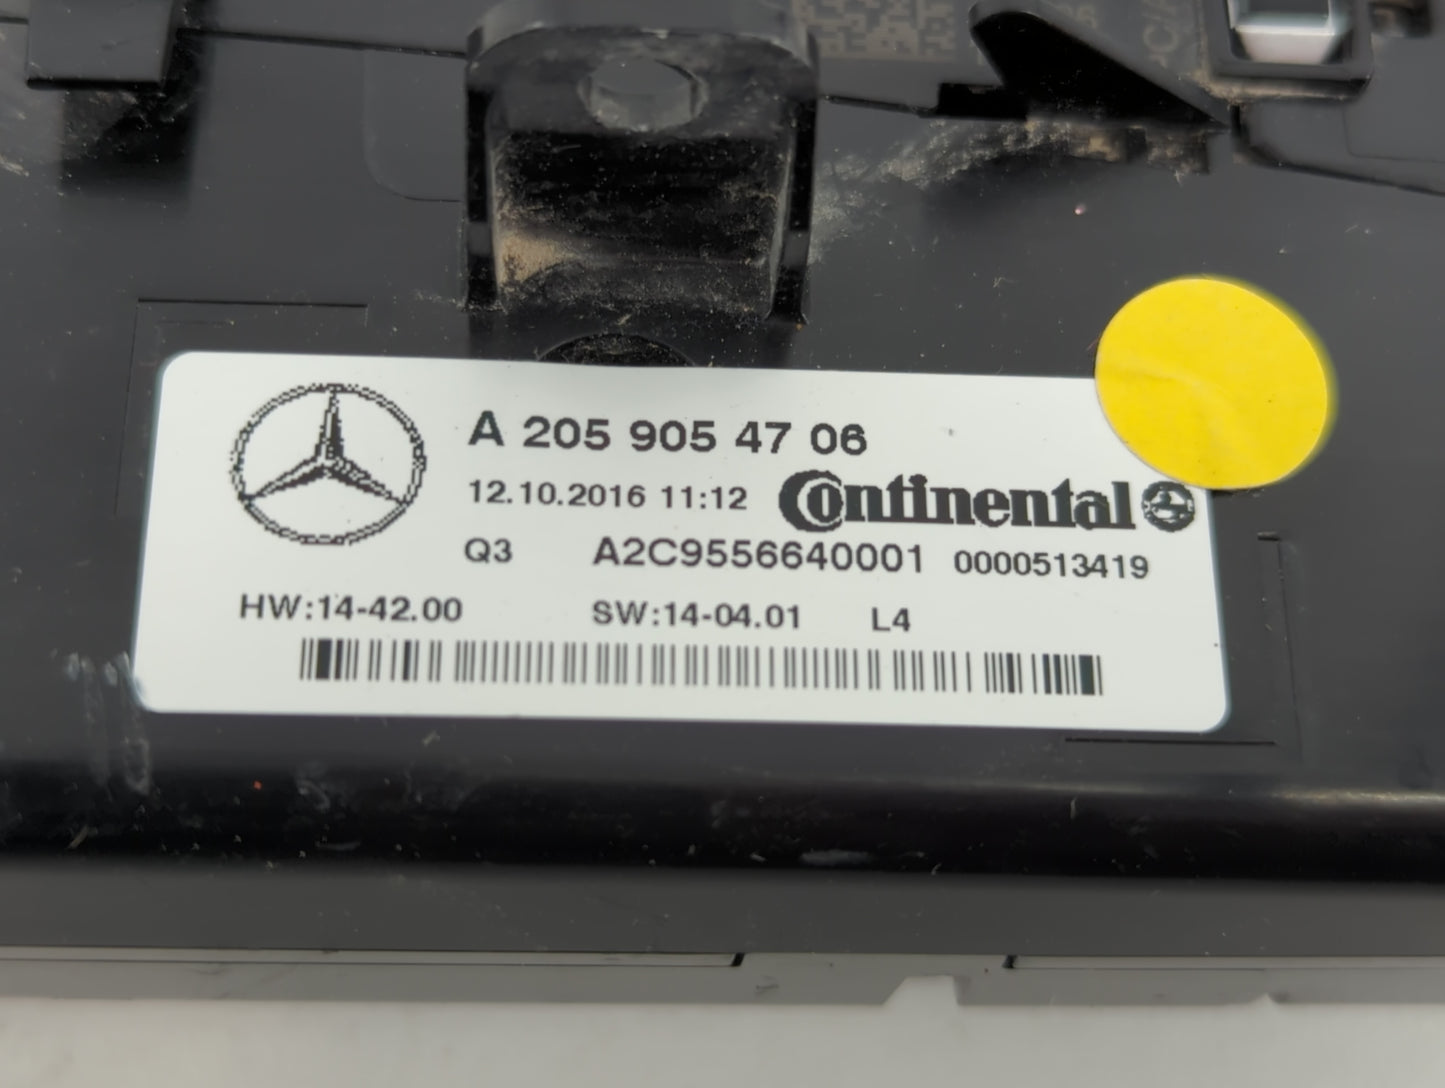 A 205 905 47 06
12.10.2016 11:12 Continental
Q3 A2C9556640001 0000513419
HW:14-42.00 SW:14-04.01 L4